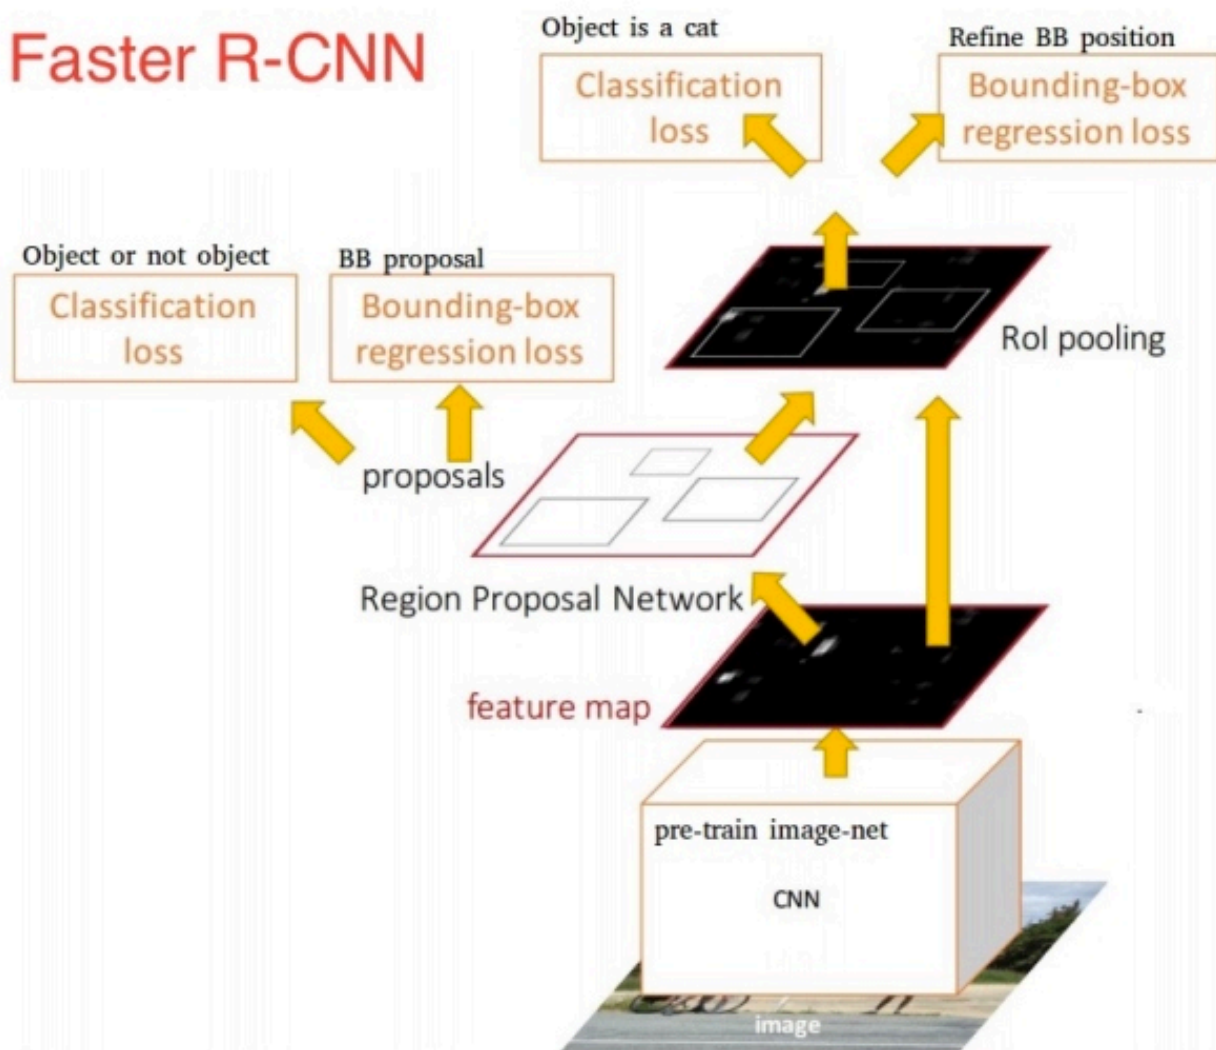 Faster R-CNN
Object is a cat
Classification
loss
Refine BB position
Bounding-box
regression loss
Object or not object
Classification
loss
BB proposal
Bounding-box
regression loss
RoI pooling
proposals
Region Proposal Network
feature map
pre-train image-net
CNN
image